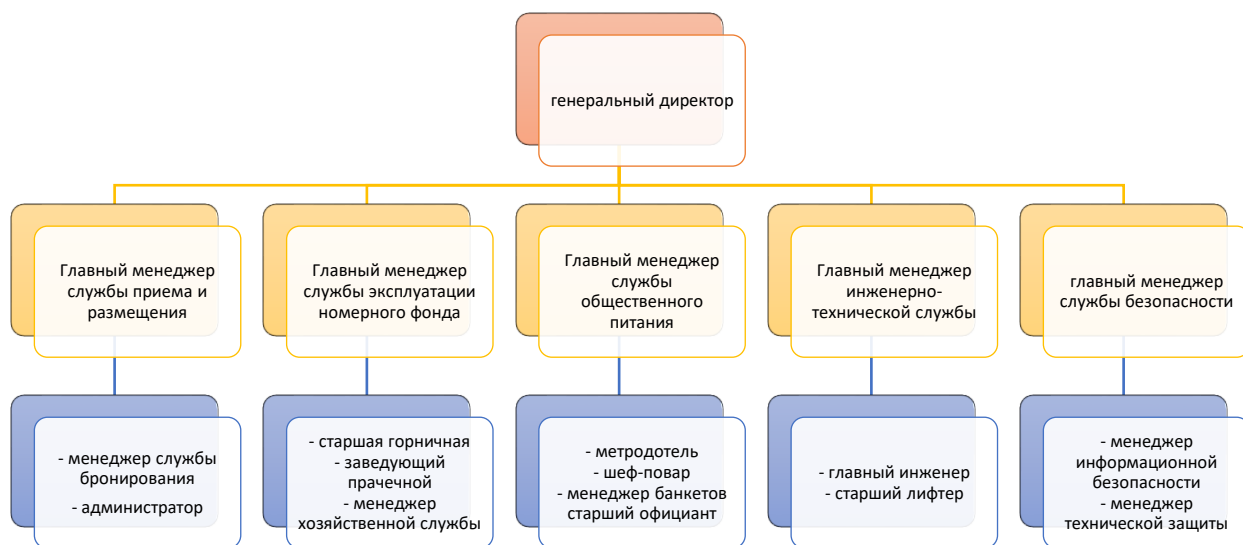 генеральный директор
Главный менеджер
службы приема и
размещения
Главный менеджер
службы эксплуатации
номерного фонда
Главный менеджер
службы
общественного
питания
Главный менеджер
инженерно-
технической службы
главный менеджер
службы безопасности
- менеджер службы
бронирования
- администратор
- старшая горничная
- заведующий
прачечной
- менеджер
хозяйственной службы
- метродотель
- шеф-повар
- менеджер банкетов
старший официант
- главный инженер
- старший лифтер
- менеджер
информационной
безопасности
- менеджер
технической защиты